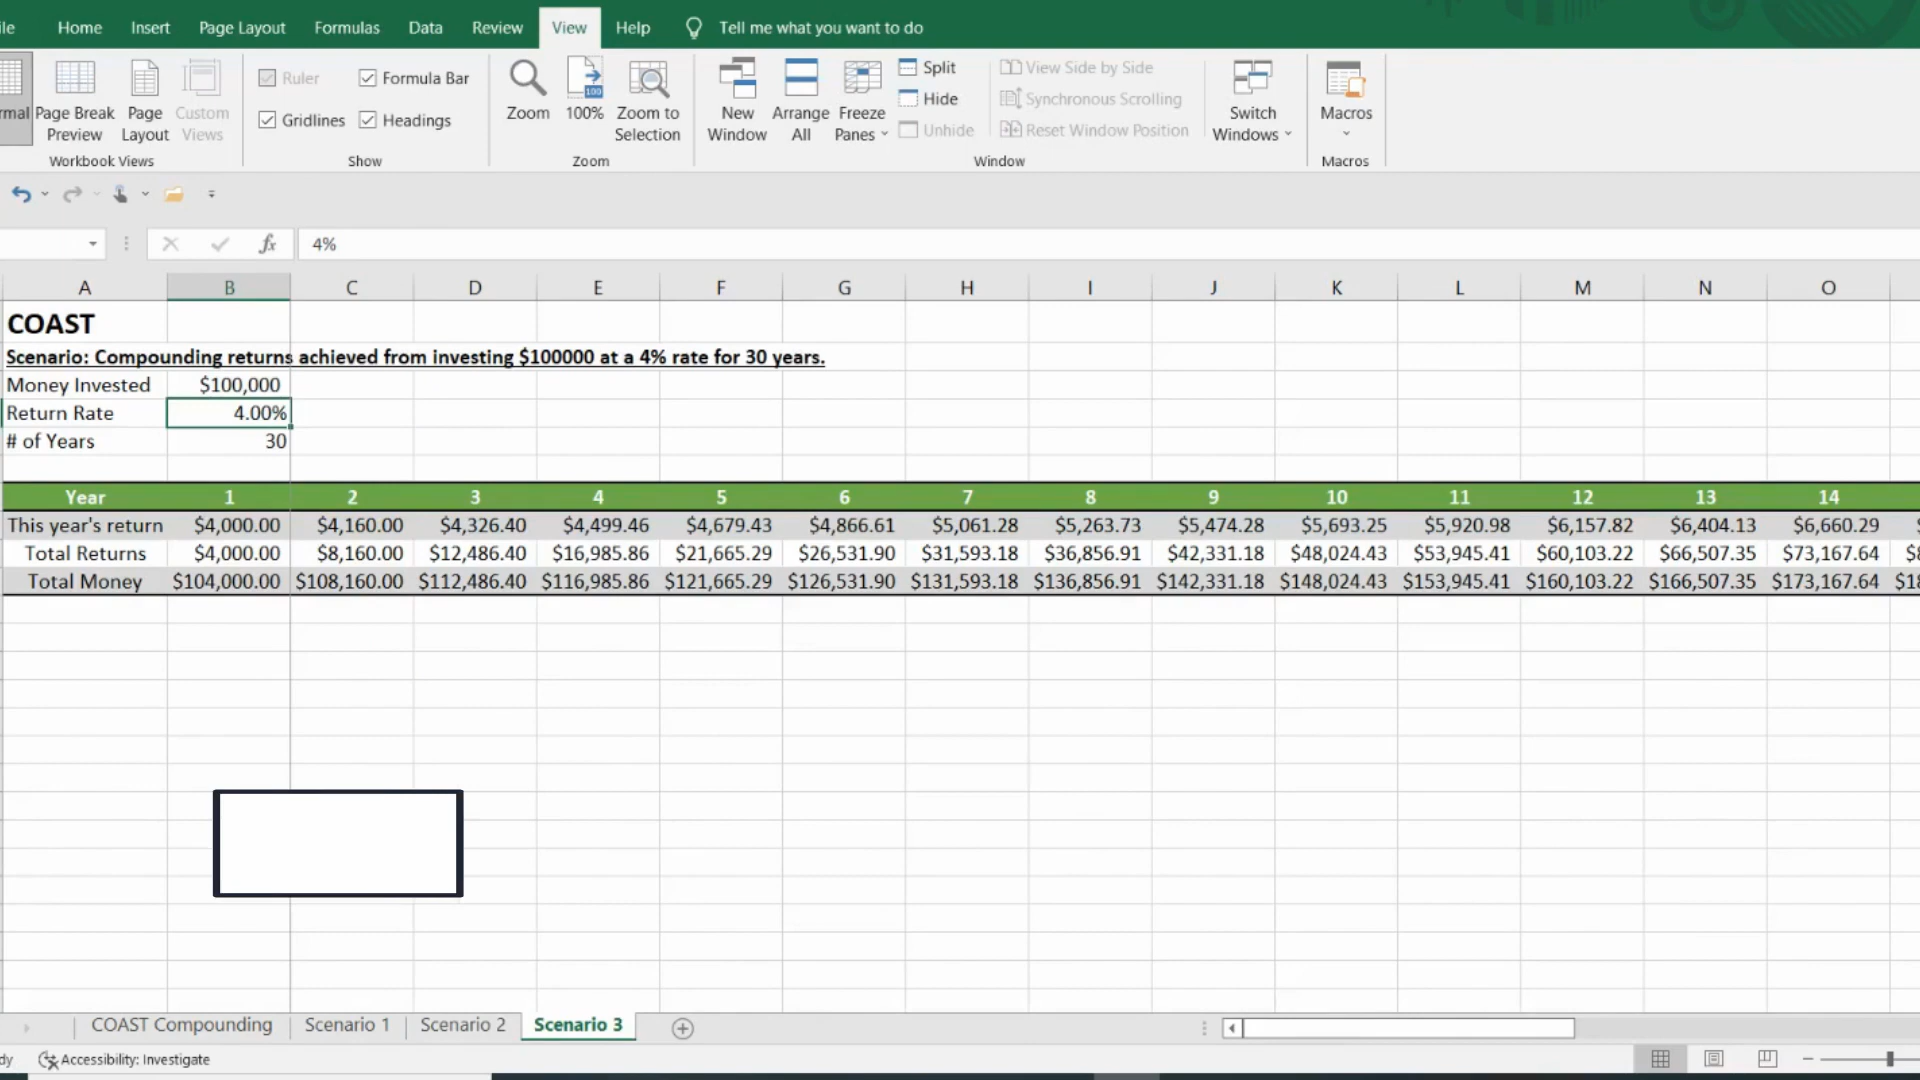 ile Home Insert Page Layout Formulas Data Review View Help Tell me what you want to do
rmal Page Break Preview Page Layout Custom Views
Workbook Views
Ruler Formula Bar
Gridlines Headings
Show
Zoom 100% Zoom to Selection
Zoom
New Window Arrange All Freeze Panes
Split
Hide
Unhide
View Side by Side
Synchronous Scrolling
Reset Window Position
Window
Switch Windows
Macros
Macros
fx 4%
A B C D E F G H I J K L M N O
COAST
Scenario: Compounding returns achieved from investing $100000 at a 4% rate for 30 years.
Money Invested $100,000
Return Rate 4.00%
# of Years 30
Year 1 2 3 4 5 6 7 8 9 10 11 12 13 14
This year's return $4,000.00 $4,160.00 $4,326.40 $4,499.46 $4,679.43 $4,866.61 $5,061.28 $5,263.73 $5,474.28 $5,693.25 $5,920.98 $6,157.82 $6,404.13 $6,660.29
Total Returns $4,000.00 $8,160.00 $12,486.40 $16,985.86 $21,665.29 $26,531.90 $31,593.18 $36,856.91 $42,331.18 $48,024.43 $53,945.41 $60,103.22 $66,507.35 $73,167.64
Total Money $104,000.00 $108,160.00 $112,486.40 $116,985.86 $121,665.29 $126,531.90 $131,593.18 $136,856.91 $142,331.18 $148,024.43 $153,945.41 $160,103.22 $166,507.35 $173,167.64
COAST Compounding Scenario 1 Scenario 2 Scenario 3
dy Accessibility: Investigate